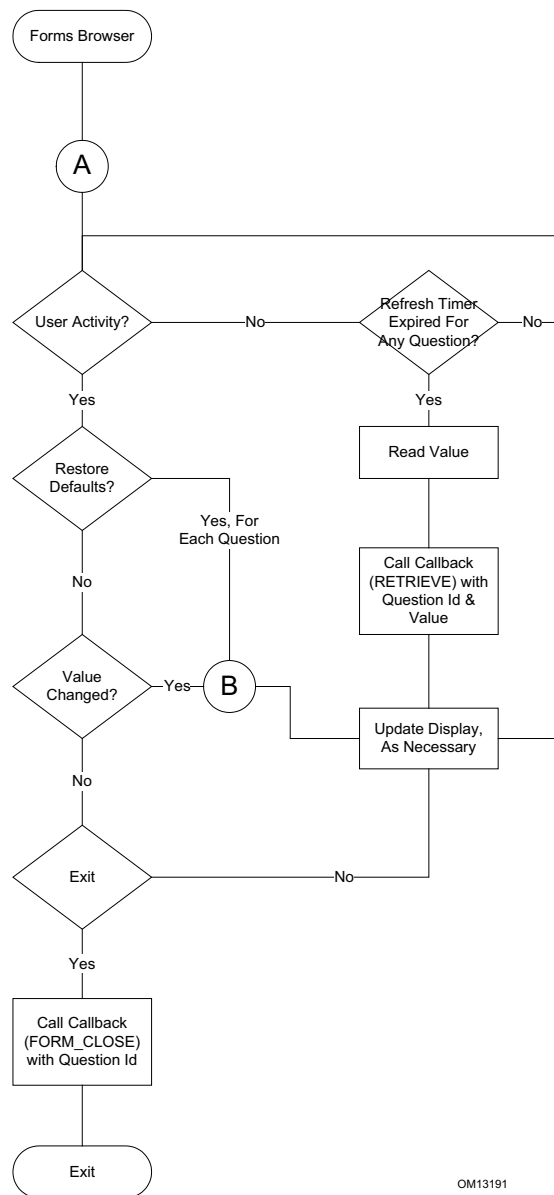 Forms Browser
A
User Activity?
No
Refresh Timer
Expired For
Any Question?
No
Yes
Yes
Restore
Defaults?
Read Value
Yes, For
Each Question
No
Call Callback
(RETRIEVE) with
Question Id &
Value
Value
Changed?
Yes
B
Update Display,
As Necessary
No
Exit
No
Yes
Call Callback
(FORM_CLOSE)
with Question Id
Exit
OM13191